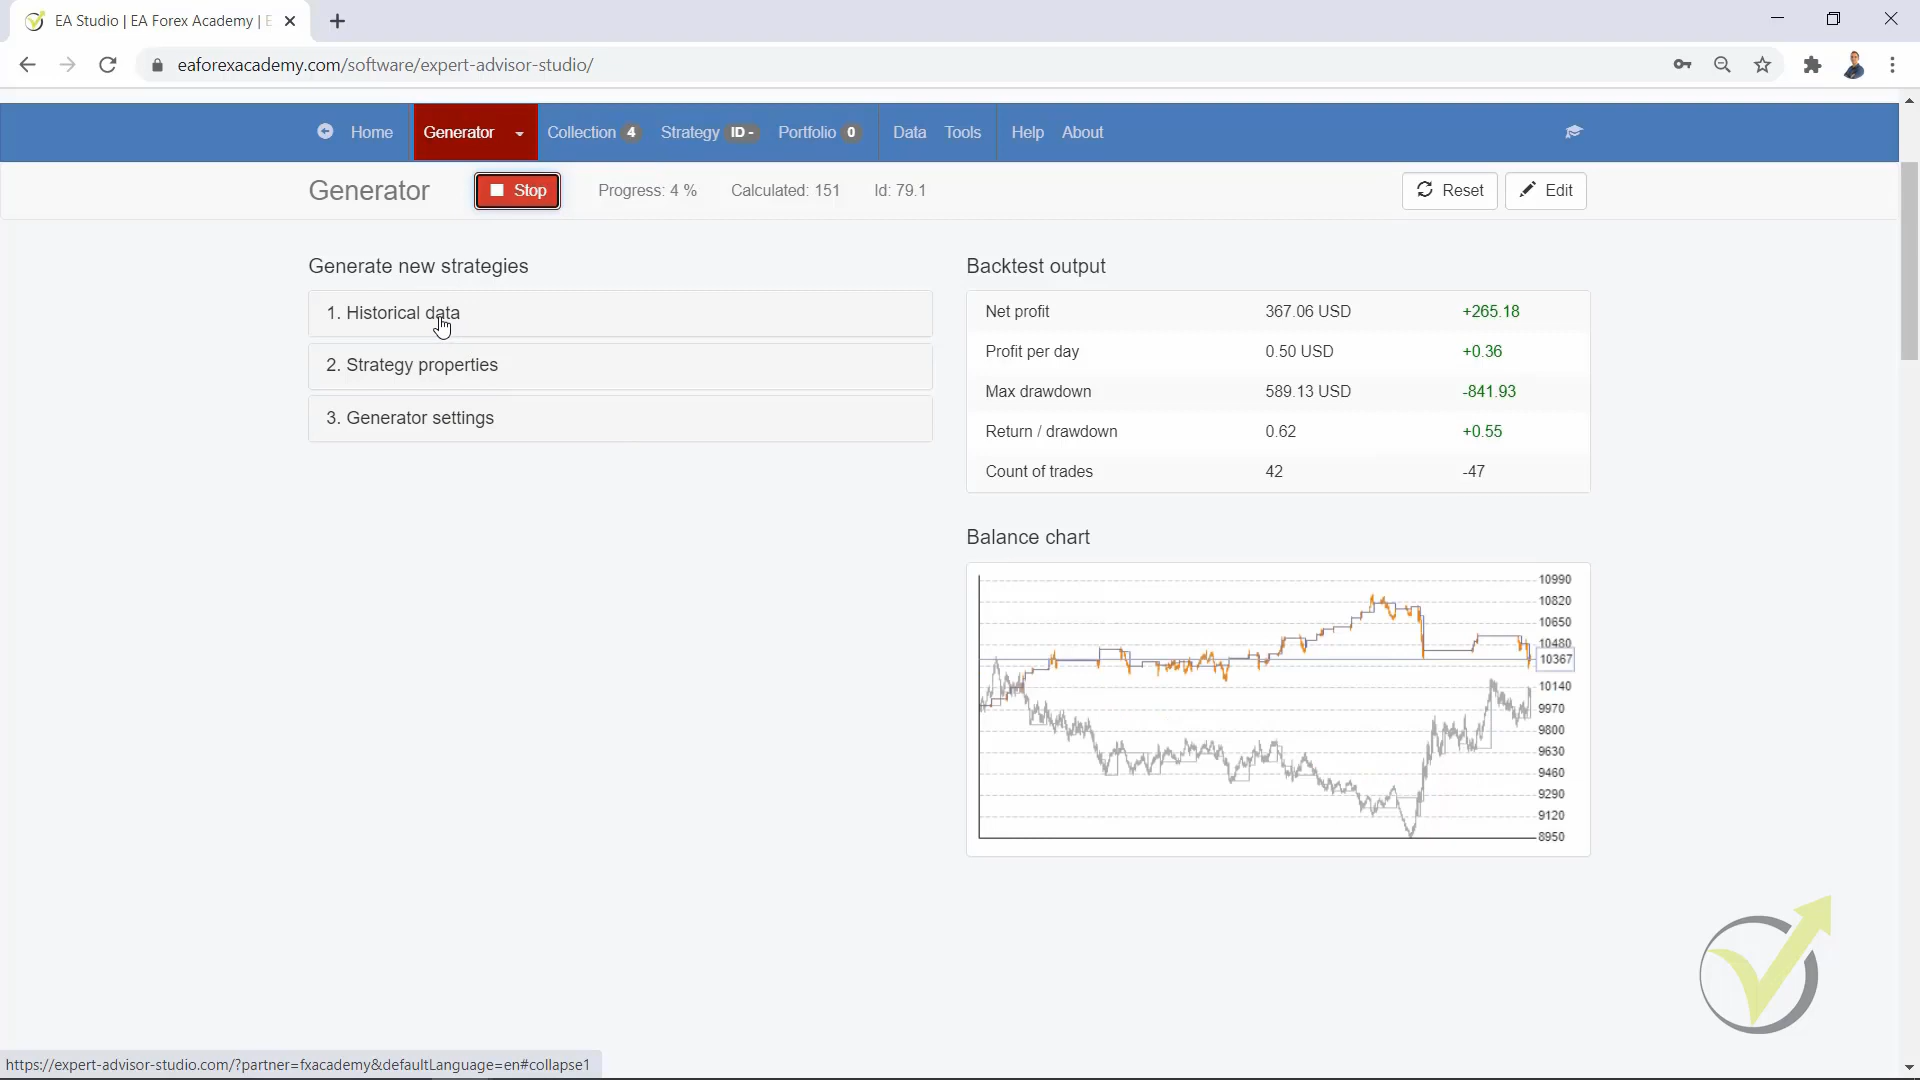 EA Studio | EA Forex Academy | E
eaforexacademy.com/software/expert-advisor-studio/
Home Generator Collection 4 Strategy ID - Portfolio 0 Data Tools Help About
Generator Stop Progress: 4 % Calculated: 151 Id: 79.1 Reset Edit
Generate new strategies
1. Historical data
2. Strategy properties
3. Generator settings
Backtest output
Net profit 367.06 USD +265.18
Profit per day 0.50 USD +0.36
Max drawdown 589.13 USD -841.93
Return / drawdown 0.62 +0.55
Count of trades 42 -47
Balance chart
10990
10820
10650
10480
10367
10140
9970
9800
9630
9460
9290
9120
8950
https://expert-advisor-studio.com/?partner=fxacademy&defaultLanguage=en#collapse1